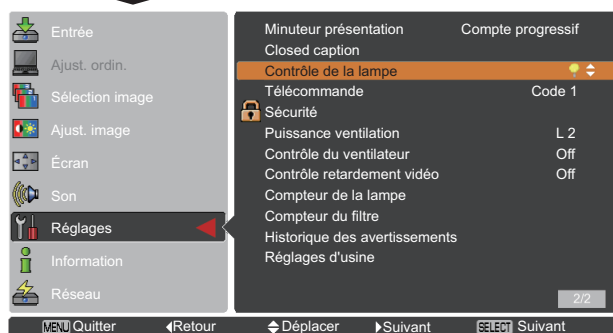 Entrée
Ajust. ordin.
Sélection image
Ajust. image
Écran
Son
Réglages
Information
Réseau
Minuteur présentation Compte progressif
Closed caption
Contrôle de la lampe
Télécommande Code 1
Sécurité
Puissance ventilation L 2
Contrôle du ventilateur Off
Contrôle retardement vidéo Off
Compteur de la lampe
Compteur du filtre
Historique des avertissements
Réglages d'usine
2/2
MENU Quitter Retour Déplacer Suivant SELECT Suivant